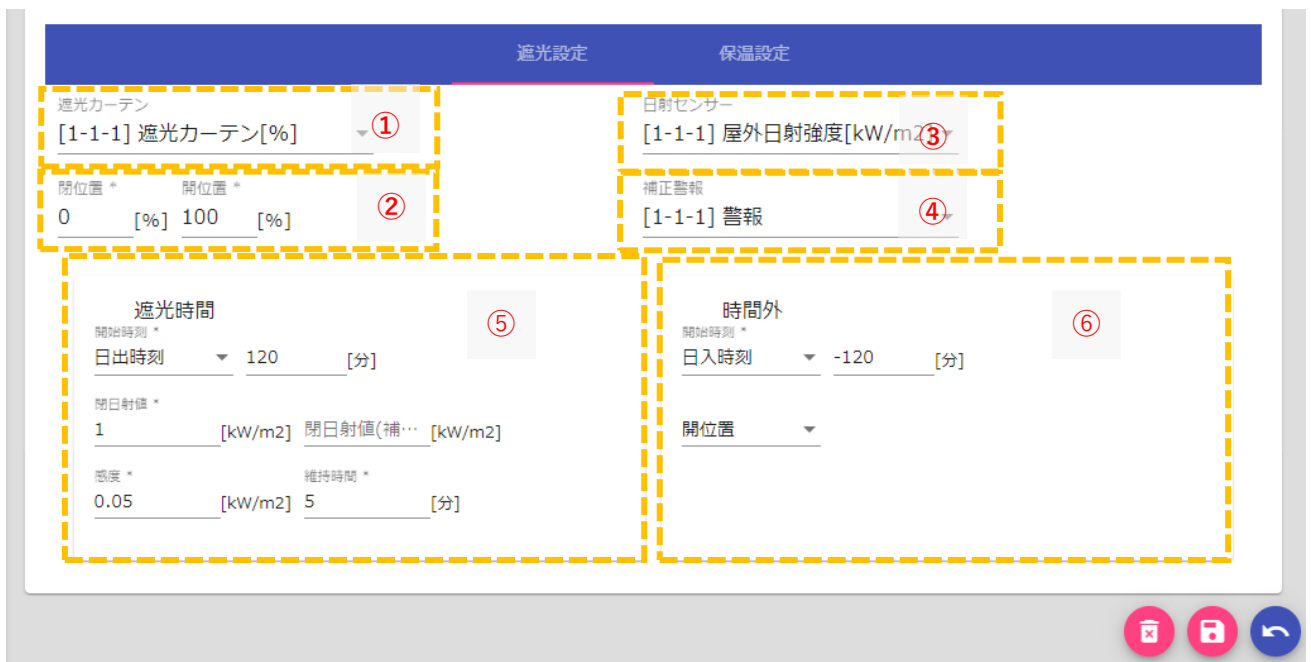 遮光設定 保温設定
遮光カーテン
[1-1-1] 遮光カーテン[%] ①
日射センサー
[1-1-1] 屋外日射強度[kW/m2] ③
閉位置 * 開位置 *
0 [%] 100 [%] ②
補正警報
[1-1-1] 警報 ④
遮光時間 ⑤
開始時刻 *
日出時刻 120 [分]
閉日射値 *
1 [kW/m2] 閉日射値(補… [kW/m2]
感度 * 維持時間 *
0.05 [kW/m2] 5 [分]
時間外 ⑥
開始時刻 *
日入時刻 -120 [分]
開位置